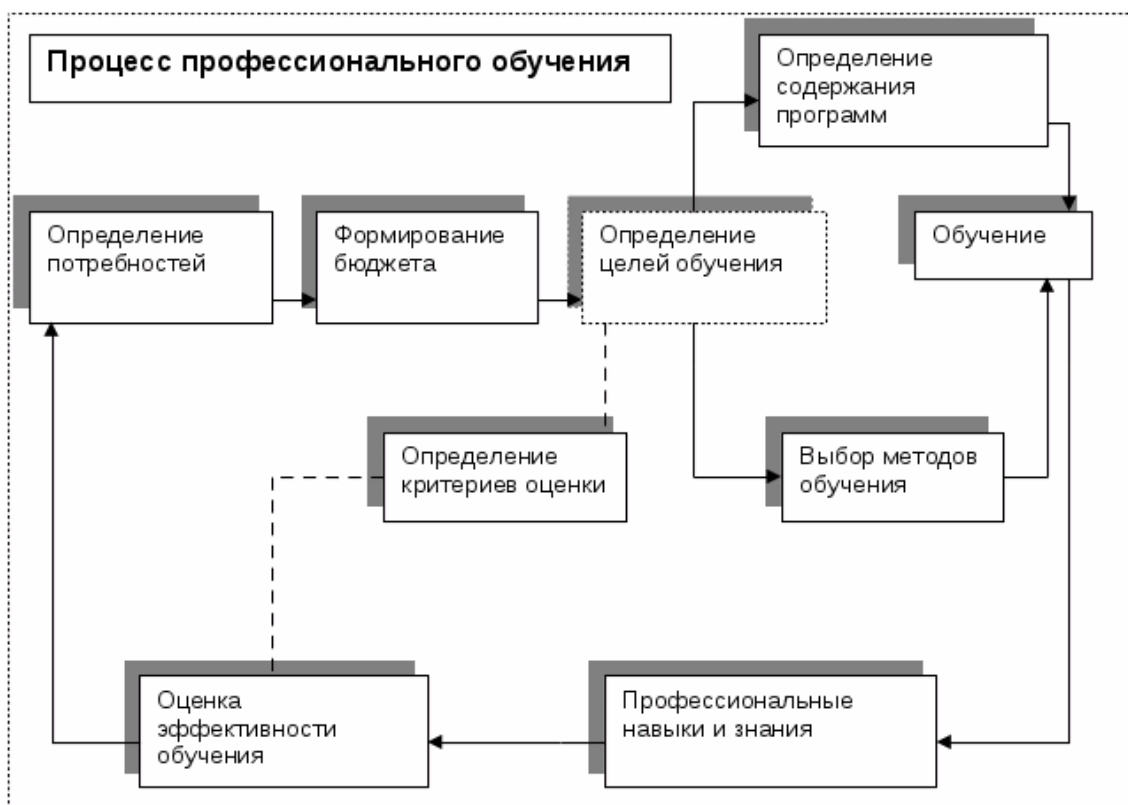 Процесс профессионального обучения
Определение
содержания
программ
Определение
потребностей
Формирование
бюджета
Определение
целей обучения
Обучение
Определение
критериев оценки
Выбор методов
обучения
Оценка
эффективности
обучения
Профессиональные
навыки и знания